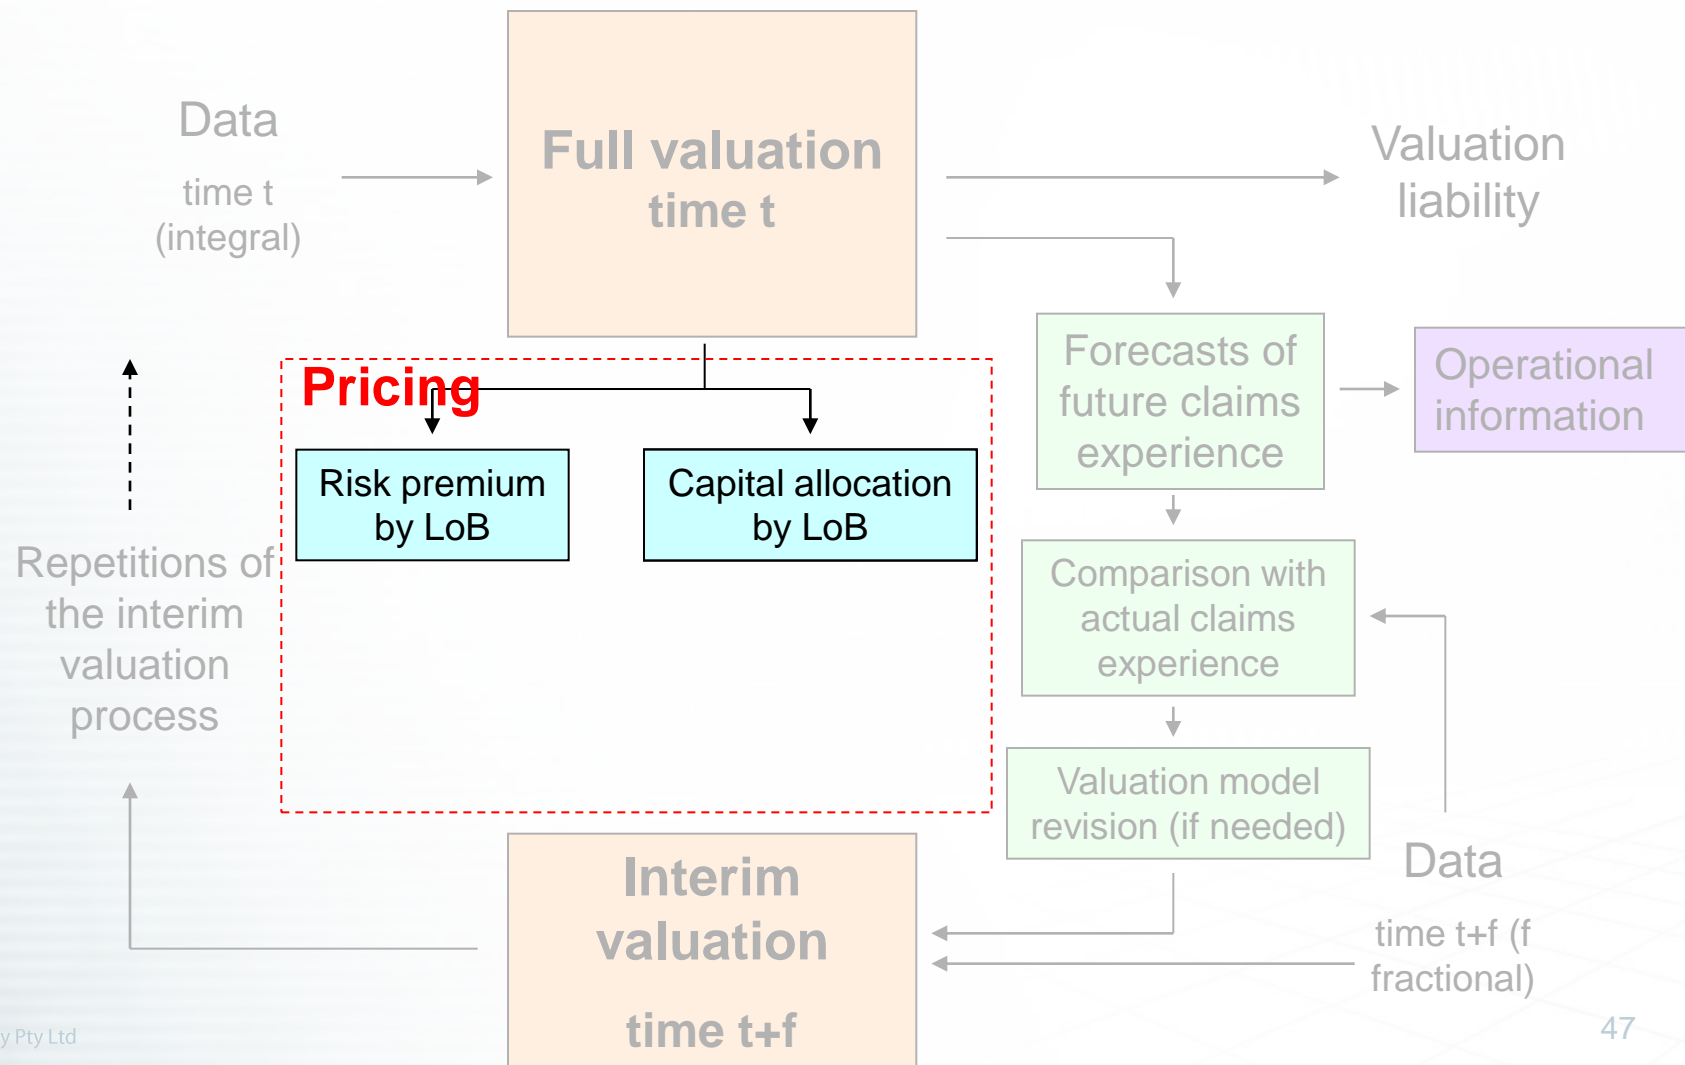 Data
time t
(integral)
Full valuation
time t
Valuation
liability
Pricing
Risk premium
by LoB
Capital allocation
by LoB
Forecasts of
future claims
experience
Operational
information
Repetitions of
the interim
valuation
process
Comparison with
actual claims
experience
Valuation model
revision (if needed)
Data
time t+f (f
fractional)
Interim
valuation
time t+f
y Pty Ltd
47